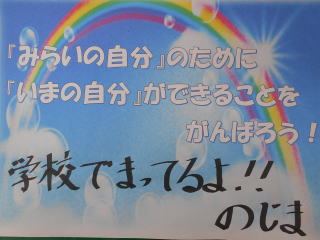 『みらいの自分』のために
『いまの自分』ができることを
がんばろう！
学校でまってるよ!!
のじま